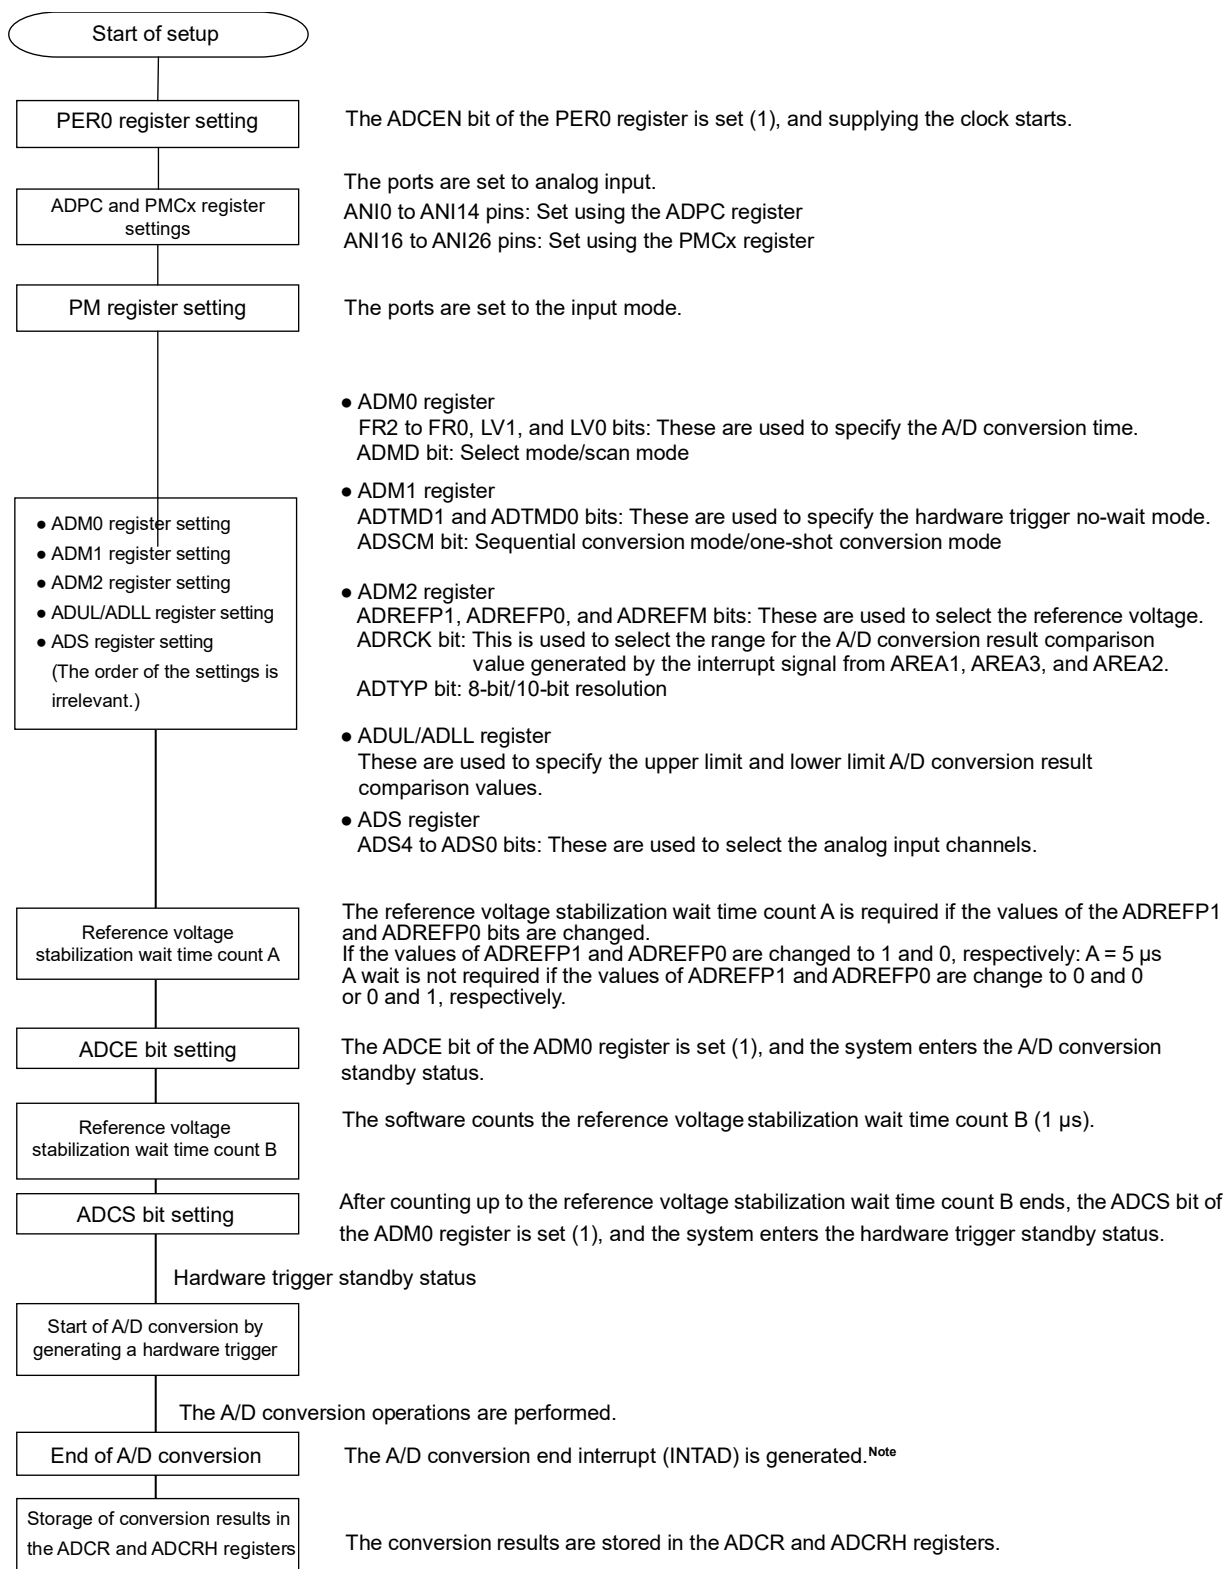 Start of setup
PER0 register setting
The ADCEN bit of the PER0 register is set (1), and supplying the clock starts.
ADPC and PMCx register
settings
The ports are set to analog input.
ANI0 to ANI14 pins: Set using the ADPC register
ANI16 to ANI26 pins: Set using the PMCx register
PM register setting
The ports are set to the input mode.
● ADM0 register setting
● ADM1 register setting
● ADM2 register setting
● ADUL/ADLL register setting
● ADS register setting
(The order of the settings is
irrelevant.)
● ADM0 register
FR2 to FR0, LV1, and LV0 bits: These are used to specify the A/D conversion time.
ADMD bit: Select mode/scan mode
● ADM1 register
ADTMD1 and ADTMD0 bits: These are used to specify the hardware trigger no-wait mode.
ADSCM bit: Sequential conversion mode/one-shot conversion mode
● ADM2 register
ADREFP1, ADREFP0, and ADREFM bits: These are used to select the reference voltage.
ADRCK bit: This is used to select the range for the A/D conversion result comparison
value generated by the interrupt signal from AREA1, AREA3, and AREA2.
ADTYP bit: 8-bit/10-bit resolution
● ADUL/ADLL register
These are used to specify the upper limit and lower limit A/D conversion result
comparison values.
● ADS register
ADS4 to ADS0 bits: These are used to select the analog input channels.
Reference voltage
stabilization wait time count A
The reference voltage stabilization wait time count A is required if the values of the ADREFP1
and ADREFP0 bits are changed.
If the values of ADREFP1 and ADREFP0 are changed to 1 and 0, respectively: A = 5 µs
A wait is not required if the values of ADREFP1 and ADREFP0 are change to 0 and 0
or 0 and 1, respectively.
ADCE bit setting
The ADCE bit of the ADM0 register is set (1), and the system enters the A/D conversion
standby status.
Reference voltage
stabilization wait time count B
The software counts the reference voltage stabilization wait time count B (1 µs).
ADCS bit setting
After counting up to the reference voltage stabilization wait time count B ends, the ADCS bit of
the ADM0 register is set (1), and the system enters the hardware trigger standby status.
Hardware trigger standby status
Start of A/D conversion by
generating a hardware trigger
The A/D conversion operations are performed.
End of A/D conversion
The A/D conversion end interrupt (INTAD) is generated.Note
Storage of conversion results in
the ADCR and ADCRH registers
The conversion results are stored in the ADCR and ADCRH registers.